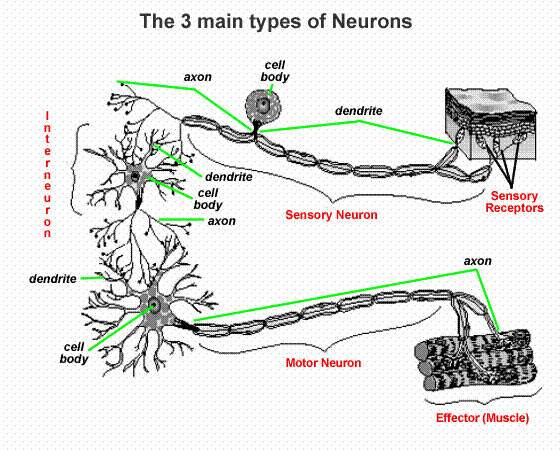 The 3 main types of Neurons
cell
body
axon
dendrite
Interneuron
dendrite
cell
body
axon
Sensory Neuron
Sensory
Receptors
dendrite
axon
cell
body
Motor Neuron
Effector (Muscle)